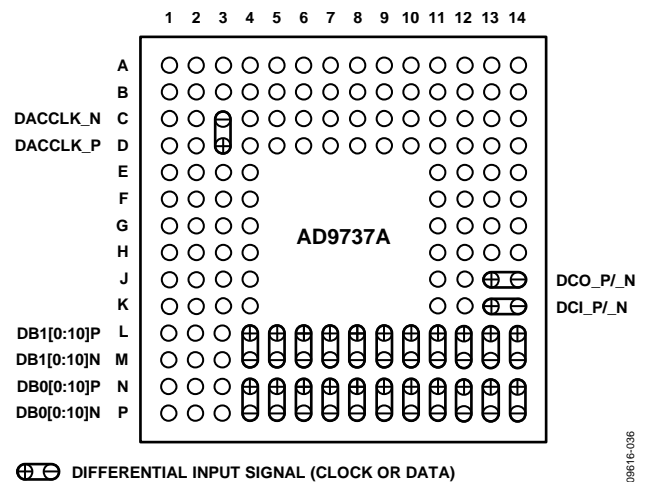 1 2 3 4 5 6 7 8 9 10 11 12 13 14
A
B
DACCLK_N C
DACCLK_P D
E
F
G
AD9737A
H
J DCO_P/_N
K DCI_P/_N
DB1[0:10]P L
DB1[0:10]N M
DB0[0:10]P N
DB0[0:10]N P
DIFFERENTIAL INPUT SIGNAL (CLOCK OR DATA)
09616-036